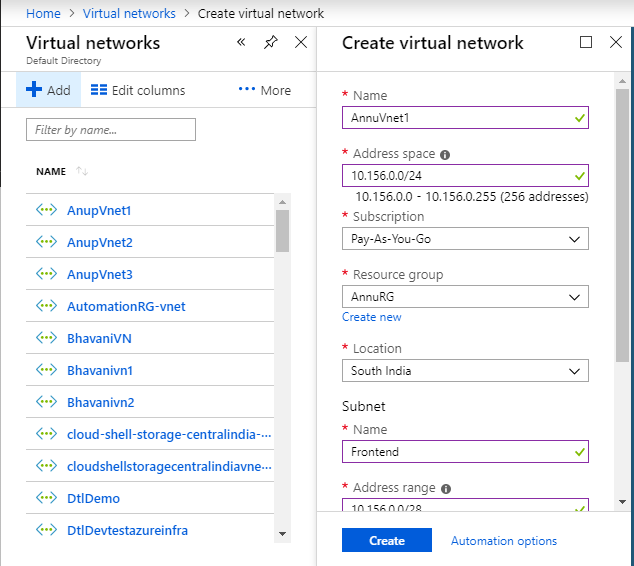 Home > Virtual networks > Create virtual network
Virtual networks
Default Directory
Add
Edit columns
More
Filter by name...
NAME
AnupVnet1
AnupVnet2
AnupVnet3
AutomationRG-vnet
BhavaniVN
Bhavanivn1
Bhavanivn2
cloud-shell-storage-centralindia-···
cloudshellstoragecentralindiavne···
DtlDemo
DtlDevtestazureinfra
Create virtual network
* Name
AnnuVnet1
* Address space
10.156.0.0/24
10.156.0.0 - 10.156.0.255 (256 addresses)
* Subscription
Pay-As-You-Go
* Resource group
AnnuRG
Create new
* Location
South India
Subnet
* Name
Frontend
* Address range
10.156.0.0/28
Create
Automation options